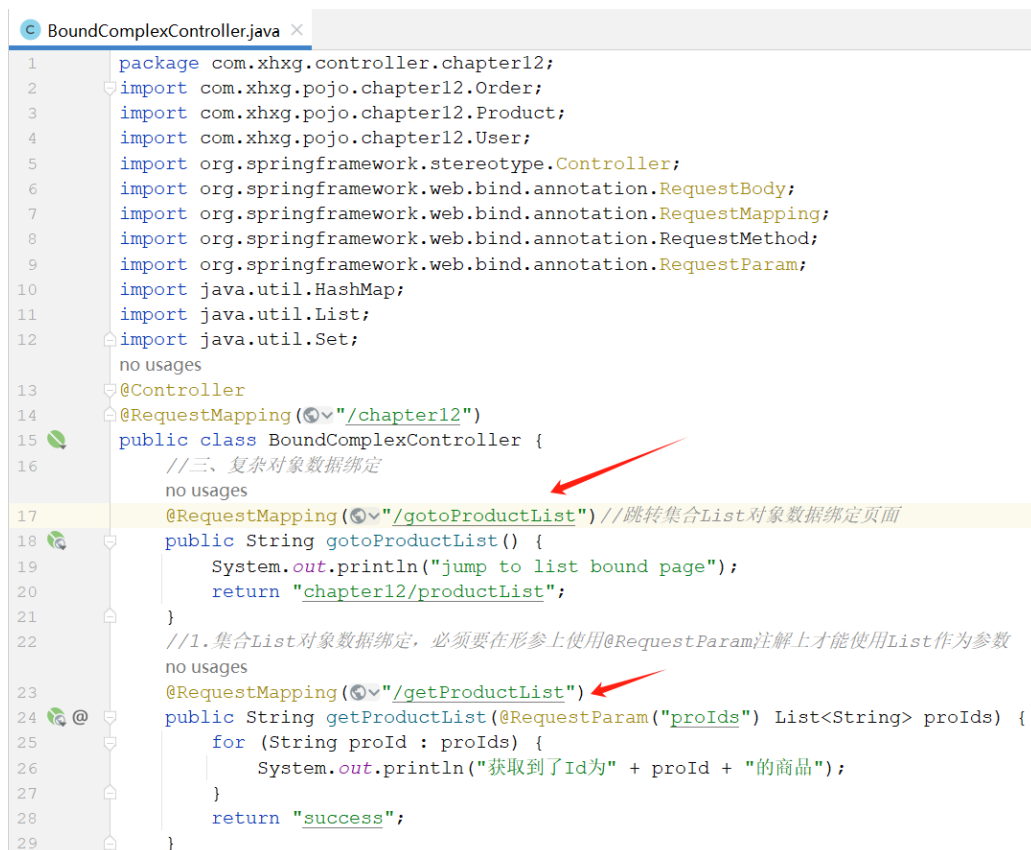 BoundComplexController.java
1 package com.xhxg.controller.chapter12;
2 import com.xhxg.pojo.chapter12.Order;
3 import com.xhxg.pojo.chapter12.Product;
4 import com.xhxg.pojo.chapter12.User;
5 import org.springframework.stereotype.Controller;
6 import org.springframework.web.bind.annotation.RequestBody;
7 import org.springframework.web.bind.annotation.RequestMapping;
8 import org.springframework.web.bind.annotation.RequestMethod;
9 import org.springframework.web.bind.annotation.RequestParam;
10 import java.util.HashMap;
11 import java.util.List;
12 import java.util.Set;
no usages
13 @Controller
14 @RequestMapping("/chapter12")
15 public class BoundComplexController {
16 //三、复杂对象数据绑定
no usages
17 @RequestMapping("/gotoProductList")//跳转集合List对象数据绑定页面
18 public String gotoProductList() {
19 System.out.println("jump to list bound page");
20 return "chapter12/productList";
21 }
22 //1.集合List对象数据绑定，必须要在形参上使用@RequestParam注解上才能使用List作为参数
no usages
23 @RequestMapping("/getProductList")
24 @ public String getProductList(@RequestParam("proIds") List<String> proIds) {
25 for (String proId : proIds) {
26 System.out.println("获取到了Id为" + proId + "的商品");
27 }
28 return "success";
29 }